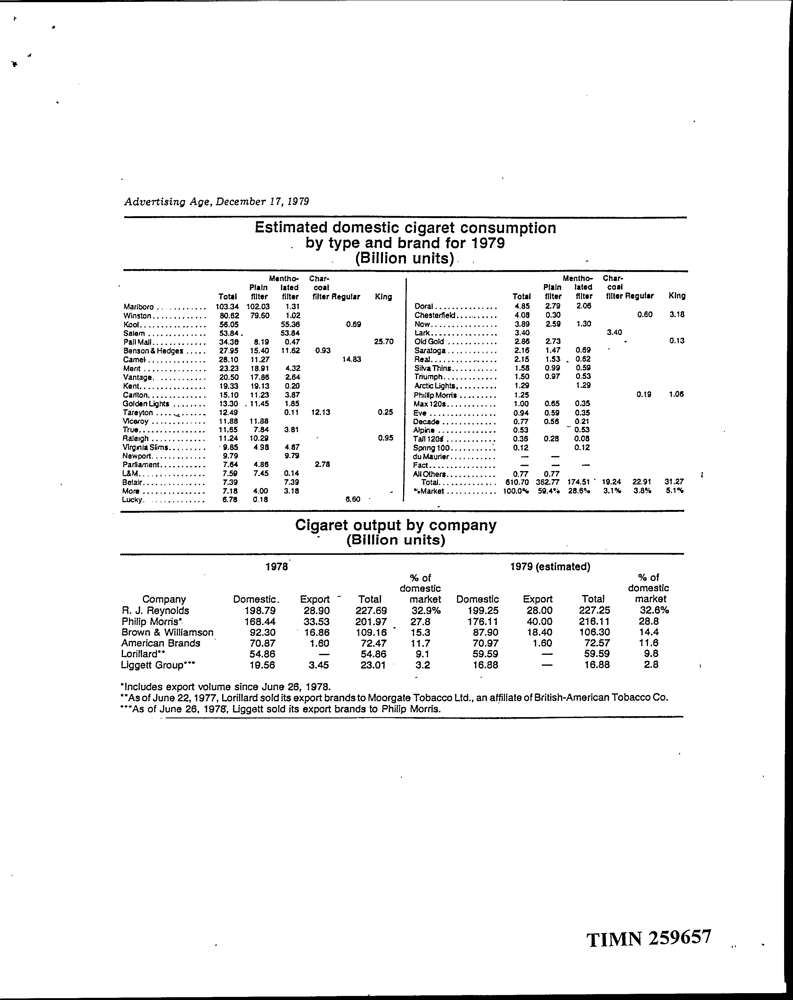 Advertising Age, December 17, 1979
Estimated domestic cigaret consumption
by type and brand for 1979
(Billion units)
Mentho- Char-
Plain lated coal
Total filter filter filter Regular King
Marlboro 103.34 102.03 1.31
Winston 80.62 79.60 1.02
Kool 56.05 55.36 0.69
Salem 53.84 53.84
Pall Mall 34.36 8.19 0.47 25.70
Benson & Hedges 27.95 15.40 11.62 0.93
Camel 26.10 11.27 14.83
Merit 23.23 18.91 4.32
Vantage 20.50 17.86 2.64
Kent 19.33 19.13 0.20
Carlton 15.10 11.23 3.87
Golden Lights 13.30 11.45 1.85
Tareyton 12.49 0.11 12.13 0.25
Viceroy 11.88 11.88
True 11.65 7.84 3.81
Raleigh 11.24 10.29 0.95
Virginia Slims 9.85 4.98 4.87
Newport 9.79 9.79
Parliament 7.64 4.86 2.78
L&M 7.59 7.45 0.14
Belair 7.39 7.39
More 7.18 4.00 3.18
Lucky 6.78 0.18 6.60
Mentho- Char-
Plain lated coal
Total filter filter filter Regular King
Doral 4.85 2.79 2.06
Chesterfield 4.08 0.30 0.60 3.18
Now 3.89 2.59 1.30
Lark 3.40 3.40
Old Gold 2.86 2.73 0.13
Saratoga 2.16 1.47 0.69
Real 2.15 1.53 0.62
Silva Thins 1.58 0.99 0.59
Triumph 1.50 0.97 0.53
Arctic Lights 1.29 1.29
Philip Morris 1.25 0.19 1.06
Max 120s 1.00 0.65 0.35
Eve 0.94 0.59 0.35
Decade 0.77 0.56 0.21
Alpine 0.53 0.53
Tall 120s 0.36 0.28 0.08
Spring 100 0.12 0.12
du Maurier — — —
Fact — — —
All Others 0.77 0.77
Total 610.70 362.77 174.51 19.24 22.91 31.27
%Market 100.0% 59.4% 28.6% 3.1% 3.8% 5.1%
Cigaret output by company
(Billion units)
1978 1979 (estimated)
% of % of
domestic domestic
Company Domestic Export Total market Domestic Export Total market
R. J. Reynolds 198.79 28.90 227.69 32.9% 199.25 28.00 227.25 32.6%
Philip Morris* 168.44 33.53 201.97 27.8 176.11 40.00 216.11 28.8
Brown & Williamson 92.30 16.86 109.16 15.3 87.90 18.40 106.30 14.4
American Brands 70.87 1.60 72.47 11.7 70.97 1.60 72.57 11.6
Lorillard** 54.86 — 54.86 9.1 59.59 — 59.59 9.8
Liggett Group*** 19.56 3.45 23.01 3.2 16.88 — 16.88 2.8
*Includes export volume since June 26, 1978.
**As of June 22, 1977, Lorillard sold its export brands to Moorgate Tobacco Ltd., an affiliate of British-American Tobacco Co.
***As of June 26, 1978, Liggett sold its export brands to Philip Morris.
TIMN 259657